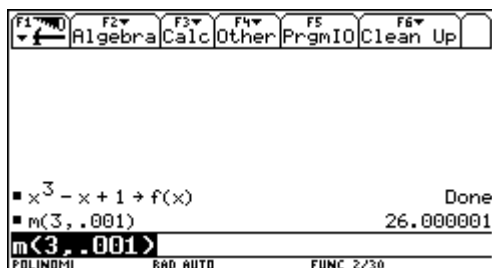 F1 F2 Algebra F3 Calc F4 Other F5 PrgmIO F6 Clean Up
x³ - x + 1 → f(x) Done
m(3,.001) 26.000001
m(3,.001)
POLINOMI RAD AUTO FUNC 2/30